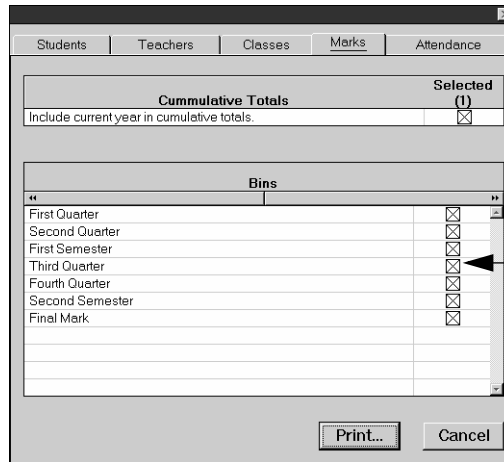 Students Teachers Classes Marks Attendance
Cummulative Totals Selected (1)
Include current year in cumulative totals.
Bins
First Quarter
Second Quarter
First Semester
Third Quarter
Fourth Quarter
Second Semester
Final Mark
Print... Cancel